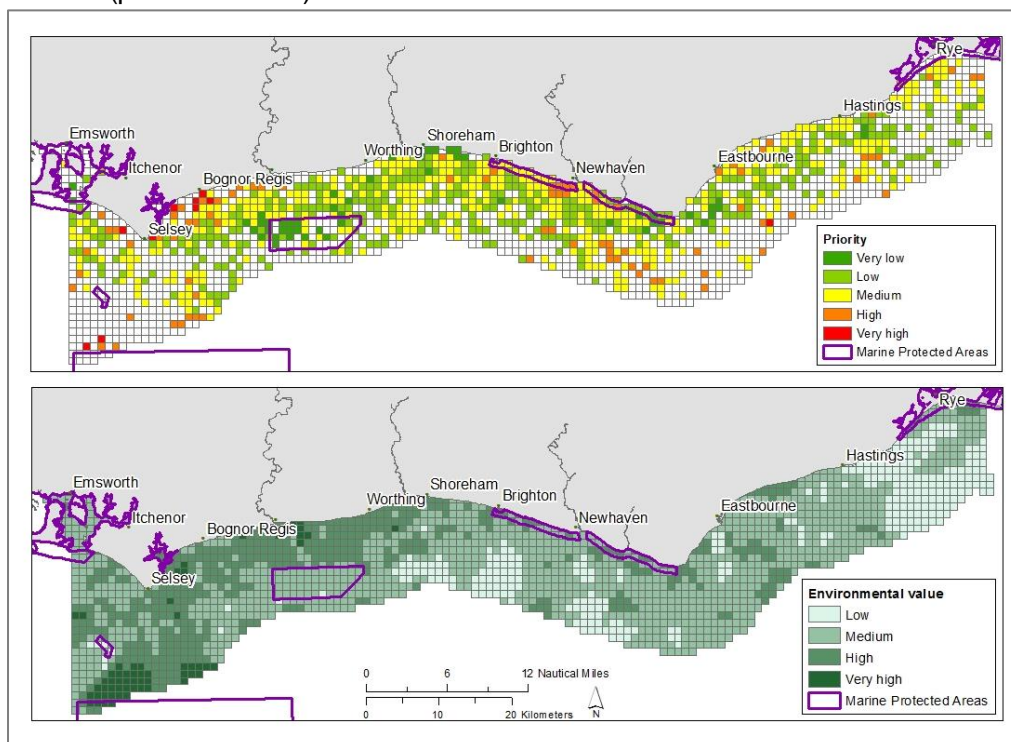 Rye
Hastings
Emsworth
Shoreham
Itchenor
Worthing
Brighton
Eastbourne
Newhaven
Bognor Regis
Selsey
Priority
Very low
Low
Medium
High
Very high
Marine Protected Areas
Rye
Hastings
Emsworth
Shoreham
Itchenor
Worthing
Brighton
Eastbourne
Newhaven
Bognor Regis
Selsey
Environmental value
Low
Medium
High
Very high
Marine Protected Areas
0 6 12 Nautical Miles
0 10 20 Kilometers
N